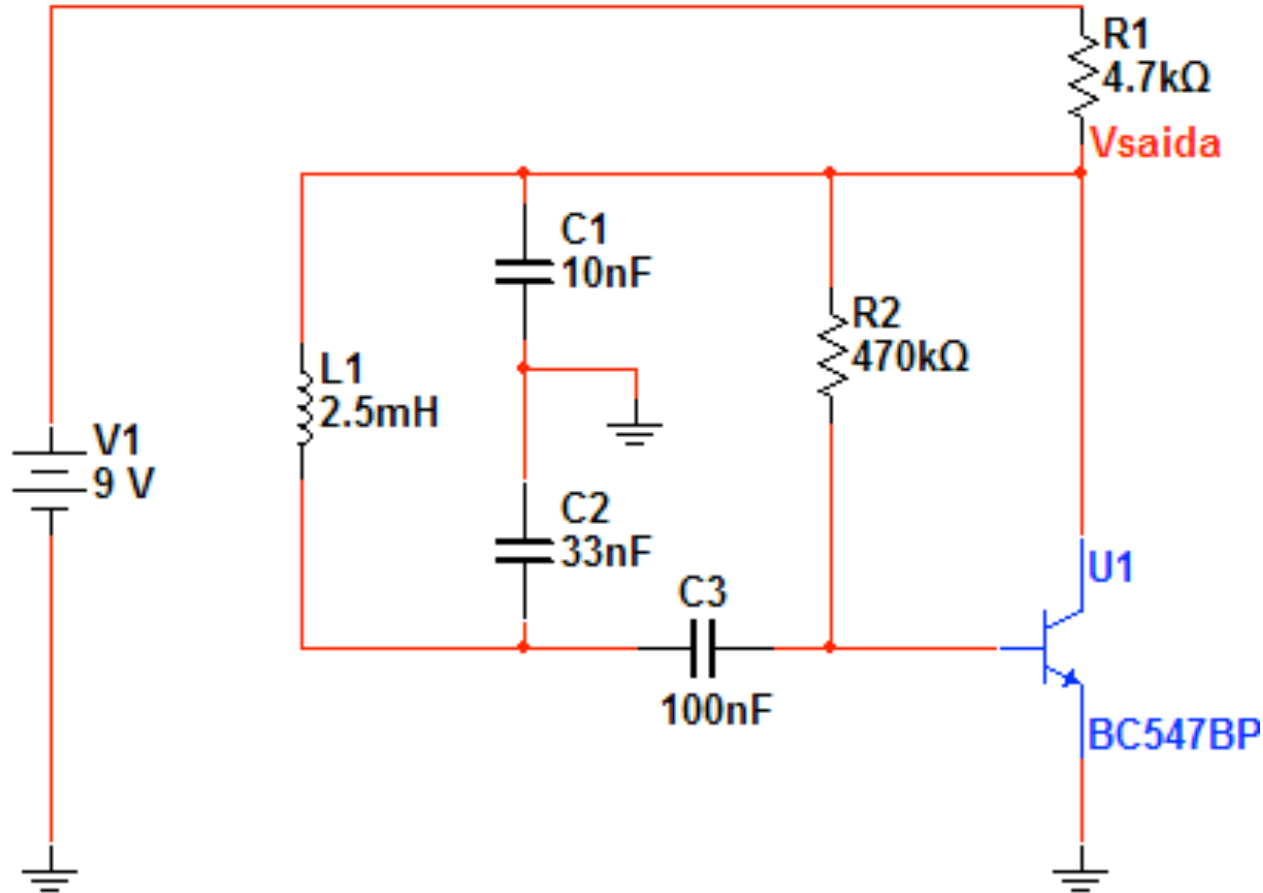 R1
4.7kΩ
Vsaida
C1
10nF
R2
470kΩ
L1
2.5mH
V1
9 V
C2
33nF
C3
100nF
U1
BC547BP